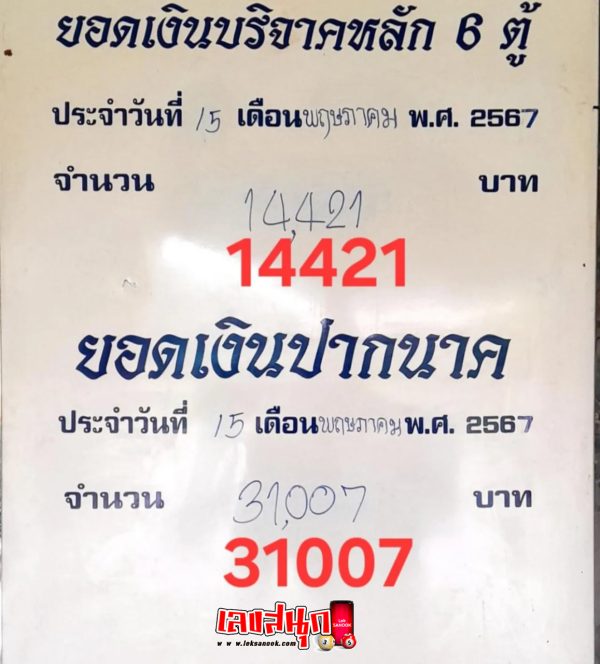 ยอดเงินบริจาคหลัก 6 ตู้
ประจำวันที่ 15 เดือนพฤษภาคม พ.ศ. 2567
จำนวน 14,421 บาท
14421
ยอดเงินปากนาค
ประจำวันที่ 15 เดือนพฤษภาคม พ.ศ. 2567
จำนวน 31,007 บาท
31007
เลขสนุก
Lek SANOOK
www.leksanook.com